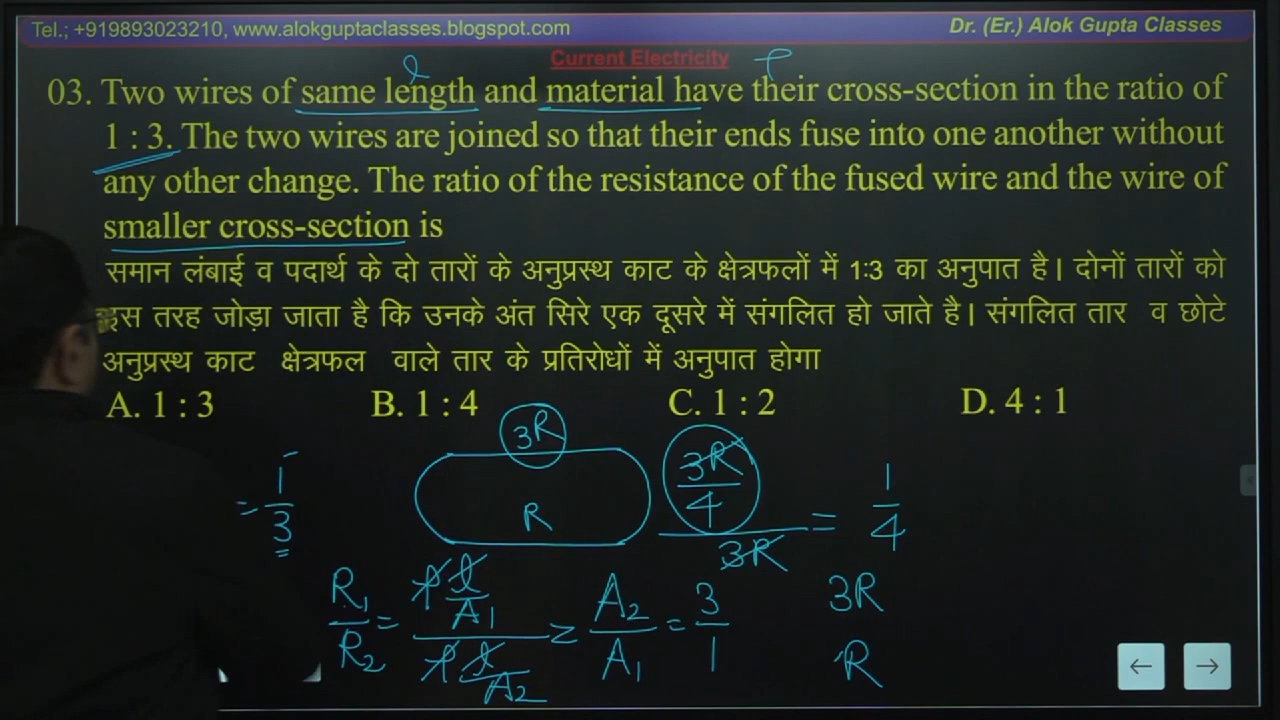 Tel.; +919893023210, www.alokguptaclasses.blogspot.com
Dr. (Er.) Alok Gupta Classes
Current Electricity
l
ρ
03. Two wires of same length and material have their cross-section in the ratio of
1 : 3. The two wires are joined so that their ends fuse into one another without
any other change. The ratio of the resistance of the fused wire and the wire of
smaller cross-section is
समान लंबाई व पदार्थ के दो तारों के अनुप्रस्थ काट के क्षेत्रफलों में 1:3 का अनुपात है। दोनों तारों को
इस तरह जोड़ा जाता है कि उनके अंत सिरे एक दूसरे में संगलित हो जाते है। संगलित तार व छोटे
अनुप्रस्थ काट क्षेत्रफल वाले तार के प्रतिरोधों में अनुपात होगा
A. 1 : 3 B. 1 : 4 C. 1 : 2 D. 4 : 1
= 1/3
3R
R
3R/4 / 3R = 1/4
R1/R2 = ρ l/A1 / ρ l/A2 = A2/A1 = 3/1
3R
R
← →